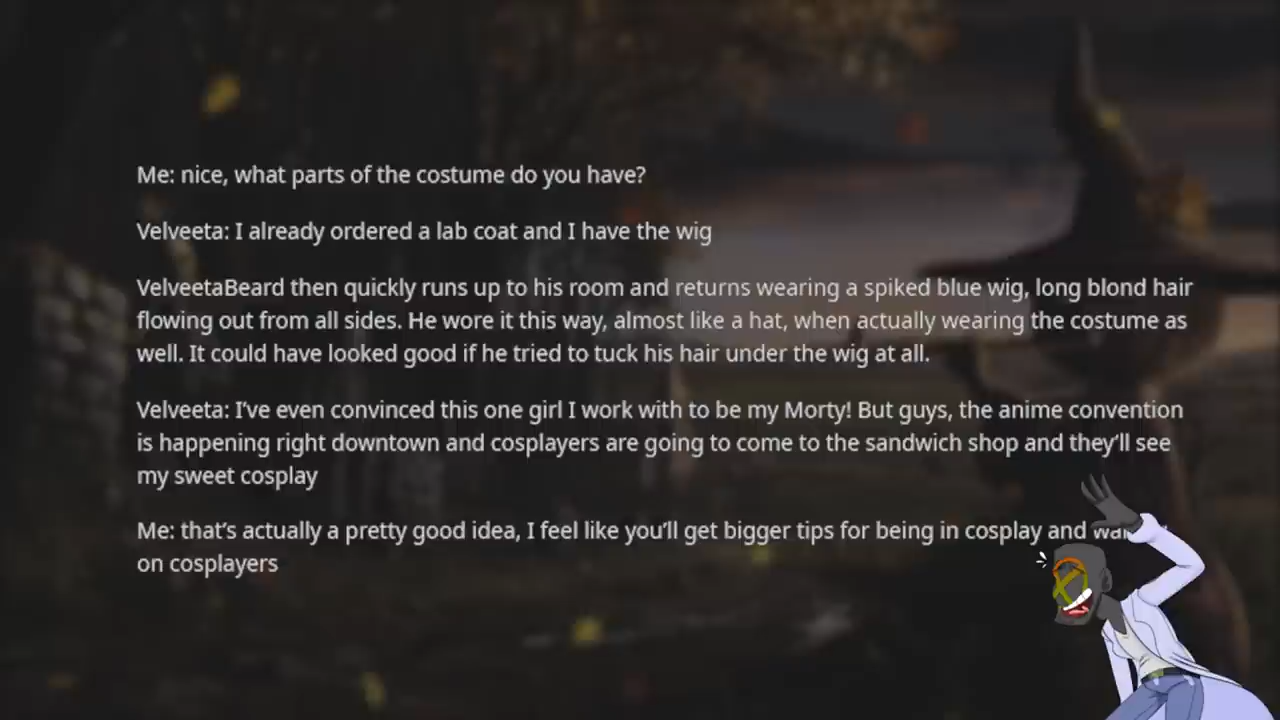 Me: nice, what parts of the costume do you have?
Velveeta: I already ordered a lab coat and I have the wig
VelveetaBeard then quickly runs up to his room and returns wearing a spiked blue wig, long blond hair
flowing out from all sides. He wore it this way, almost like a hat, when actually wearing the costume as
well. It could have looked good if he tried to tuck his hair under the wig at all.
Velveeta: I’ve even convinced this one girl I work with to be my Morty! But guys, the anime convention
is happening right downtown and cosplayers are going to come to the sandwich shop and they’ll see
my sweet cosplay
Me: that’s actually a pretty good idea, I feel like you’ll get bigger tips for being in cosplay and
on cosplayers